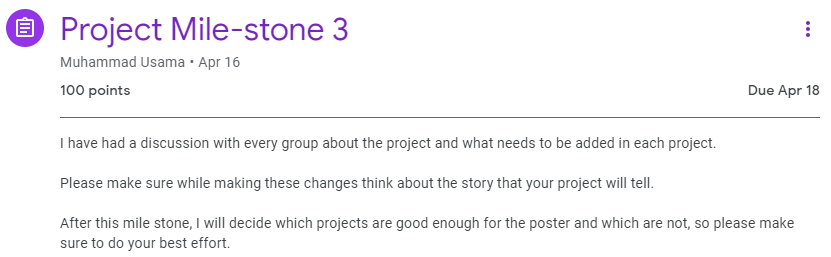 Project Mile-stone 3
Muhammad Usama • Apr 16
100 points
Due Apr 18
I have had a discussion with every group about the project and what needs to be added in each project.
Please make sure while making these changes think about the story that your project will tell.
After this mile stone, I will decide which projects are good enough for the poster and which are not, so please make
sure to do your best effort.